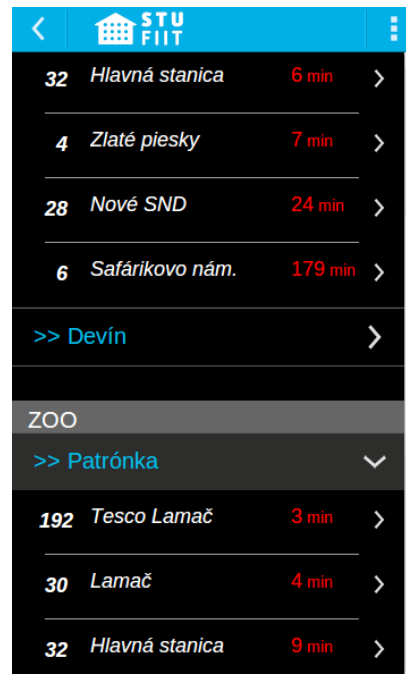 STU
FIIT
32 Hlavná stanica 6 min
4 Zlaté piesky 7 min
28 Nové SND 24 min
6 Safárikovo nám. 179 min
>> Devín
ZOO
>> Patrónka
192 Tesco Lamač 3 min
30 Lamač 4 min
32 Hlavná stanica 9 min